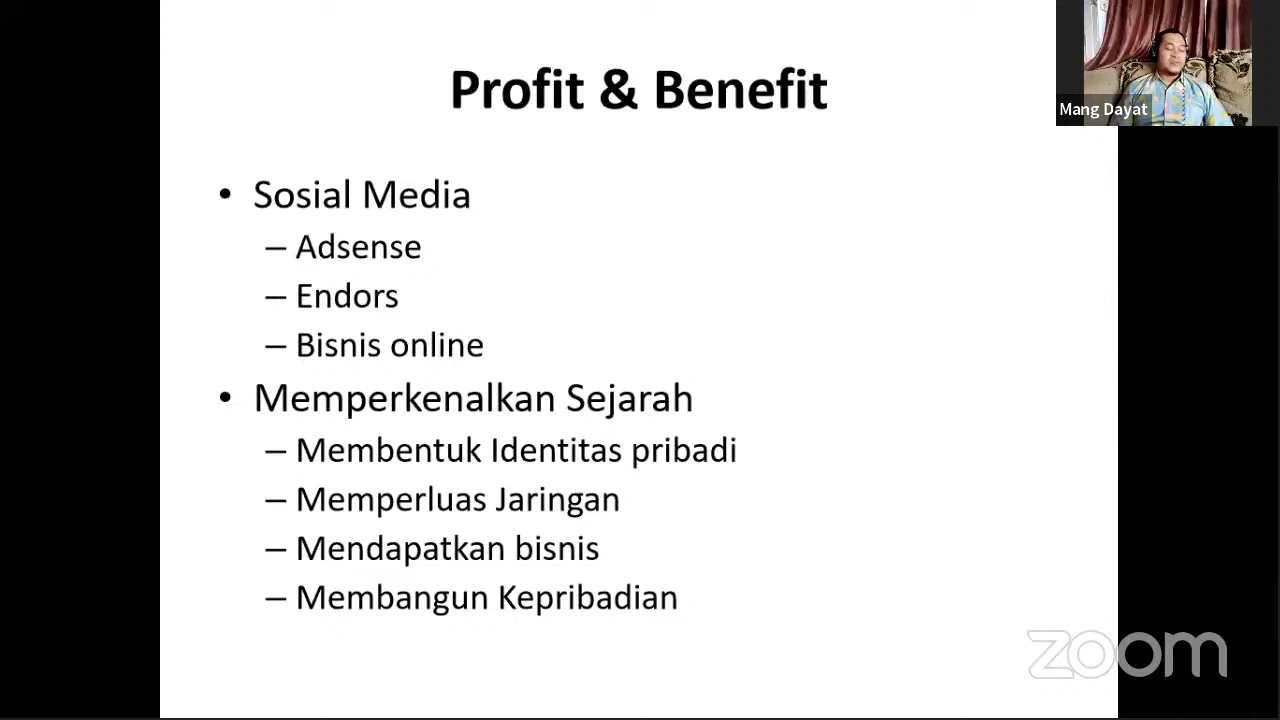 Profit & Benefit
Mang Dayat
• Sosial Media
– Adsense
– Endors
– Bisnis online
• Memperkenalkan Sejarah
– Membentuk Identitas pribadi
– Memperluas Jaringan
– Mendapatkan bisnis
– Membangun Kepribadian
zoom